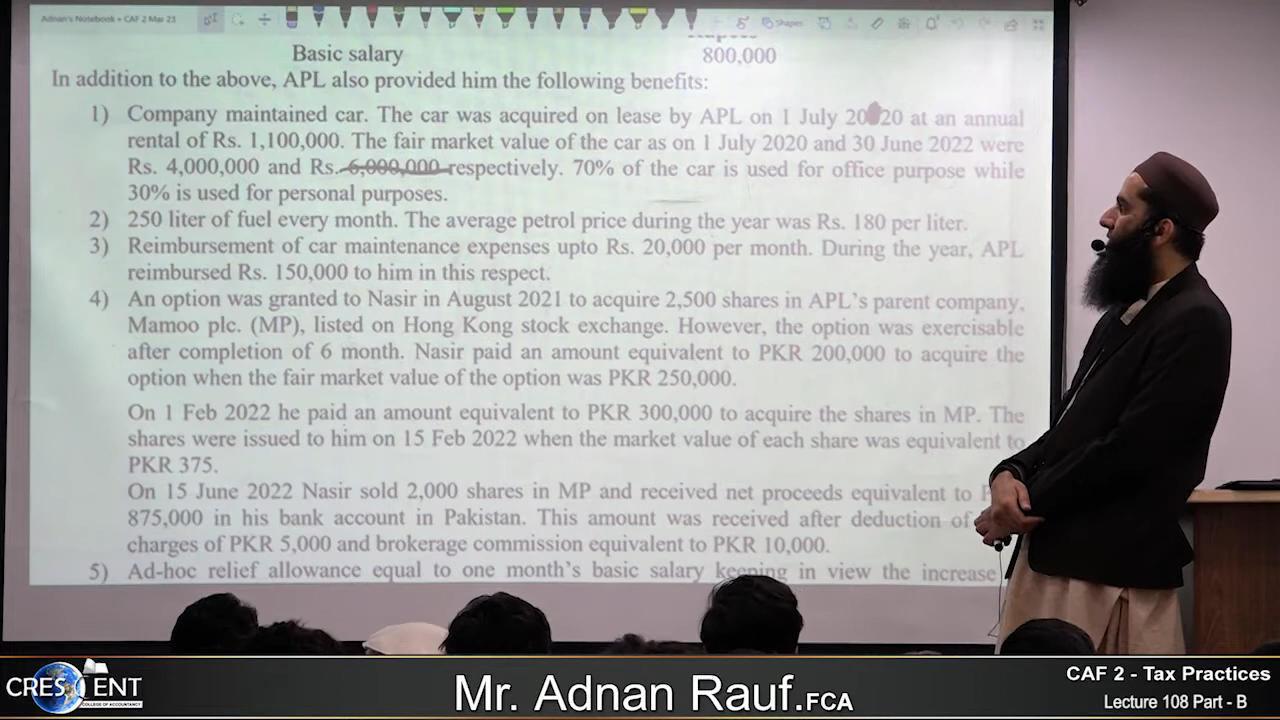 Adnan's Notebook • CAF 2 Mar 23
Shapes
Basic salary 800,000
In addition to the above, APL also provided him the following benefits:
1) Company maintained car. The car was acquired on lease by APL on 1 July 2020 at an annual
rental of Rs. 1,100,000. The fair market value of the car as on 1 July 2020 and 30 June 2022 were
Rs. 4,000,000 and Rs. 6,000,000 respectively. 70% of the car is used for office purpose while
30% is used for personal purposes.
2) 250 liter of fuel every month. The average petrol price during the year was Rs. 180 per liter.
3) Reimbursement of car maintenance expenses upto Rs. 20,000 per month. During the year, APL
reimbursed Rs. 150,000 to him in this respect.
4) An option was granted to Nasir in August 2021 to acquire 2,500 shares in APL's parent company,
Mamoo plc. (MP), listed on Hong Kong stock exchange. However, the option was exercisable
after completion of 6 month. Nasir paid an amount equivalent to PKR 200,000 to acquire the
option when the fair market value of the option was PKR 250,000.
On 1 Feb 2022 he paid an amount equivalent to PKR 300,000 to acquire the shares in MP. The
shares were issued to him on 15 Feb 2022 when the market value of each share was equivalent to
PKR 375.
On 15 June 2022 Nasir sold 2,000 shares in MP and received net proceeds equivalent to
875,000 in his bank account in Pakistan. This amount was received after deduction of
charges of PKR 5,000 and brokerage commission equivalent to PKR 10,000.
5) Ad-hoc relief allowance equal to one month's basic salary keeping in view the increase
CRESCENT
COLLEGE OF ACCOUNTANCY
Mr. Adnan Rauf.FCA
CAF 2 - Tax Practices
Lecture 108 Part - B